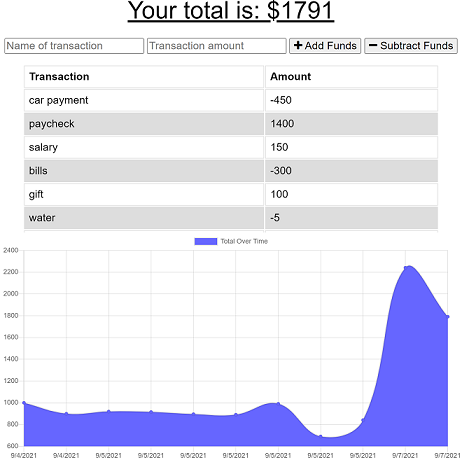 Your total is: $1791
Name of transaction Transaction amount + Add Funds − Subtract Funds
Transaction Amount
car payment -450
paycheck 1400
salary 150
bills -300
gift 100
water -5
Total Over Time
2400
2200
2000
1800
1600
1400
1200
1000
800
600
9/4/2021 9/4/2021 9/5/2021 9/5/2021 9/5/2021 9/5/2021 9/5/2021 9/5/2021 9/5/2021 9/7/2021 9/7/2021